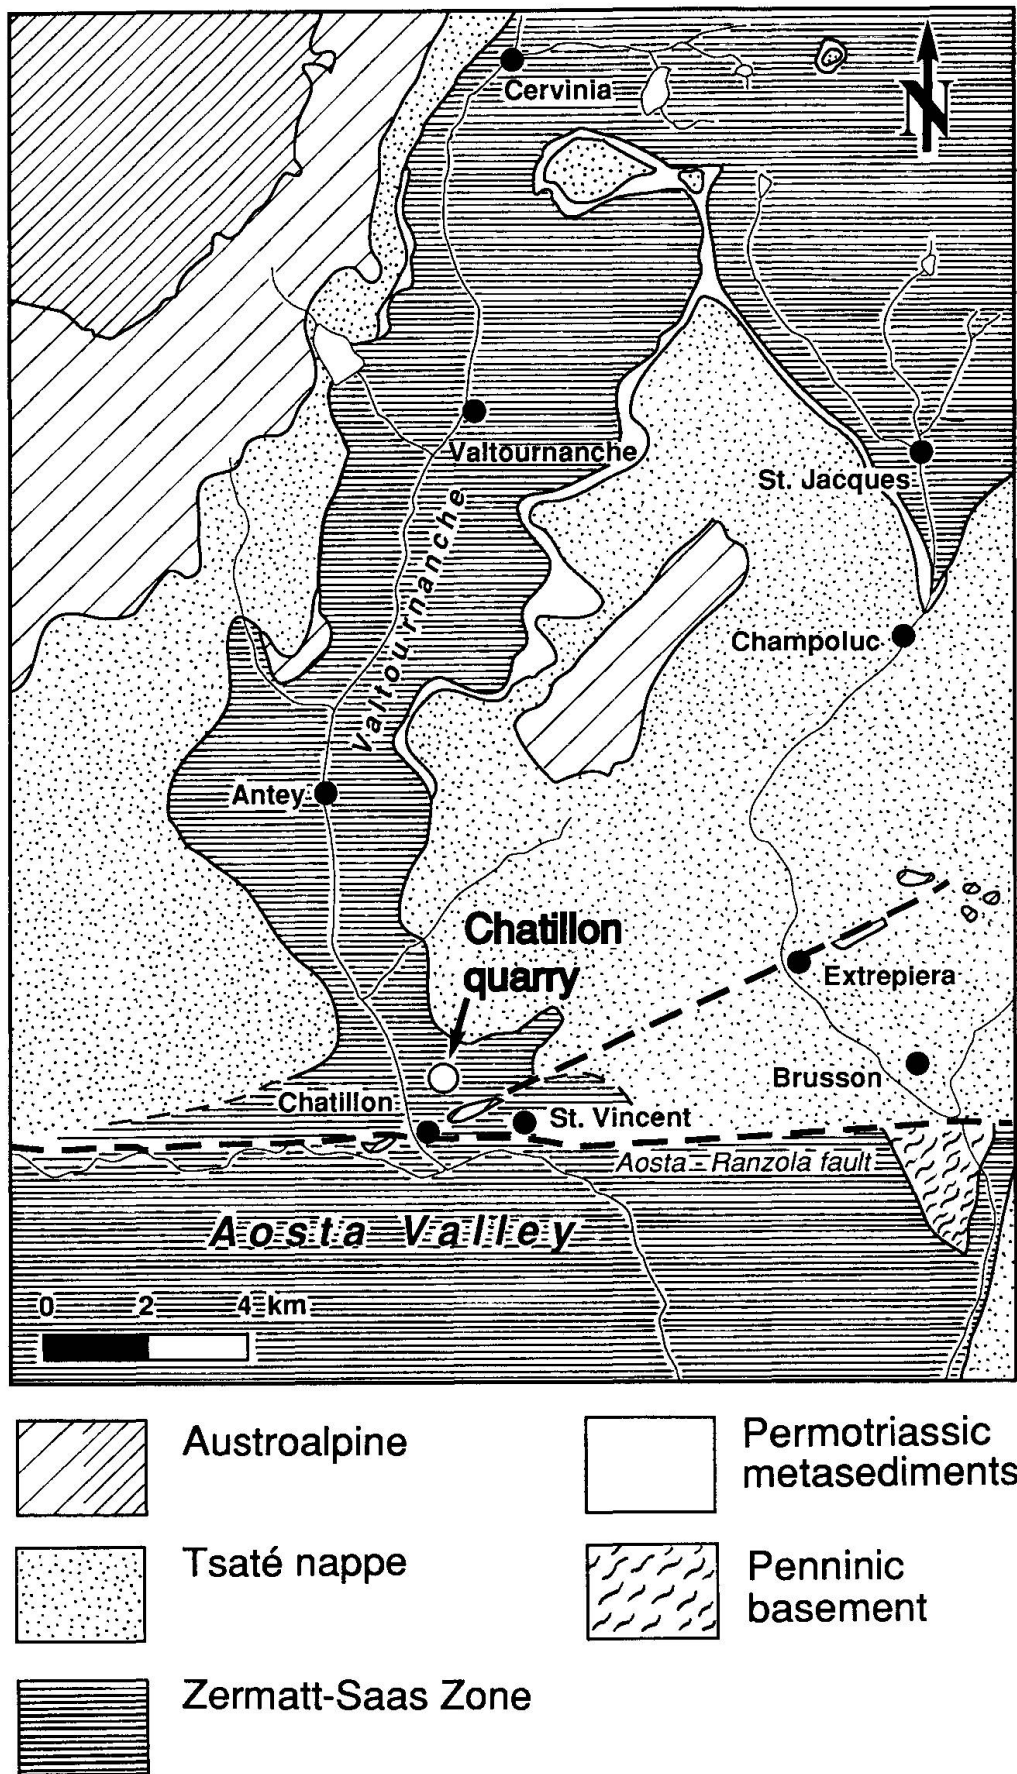 Cervinia
N
Valtournanche
St. Jacques
Valtournanche
Champoluc
Antey
Chatillon
quarry
Extrepiera
Brusson
Chatillon
St. Vincent
Aosta-Ranzola fault
Aosta Valley
0 2 4 km
Austroalpine
Permotriassic
metasediments
Tsaté nappe
Penninic
basement
Zermatt-Saas Zone